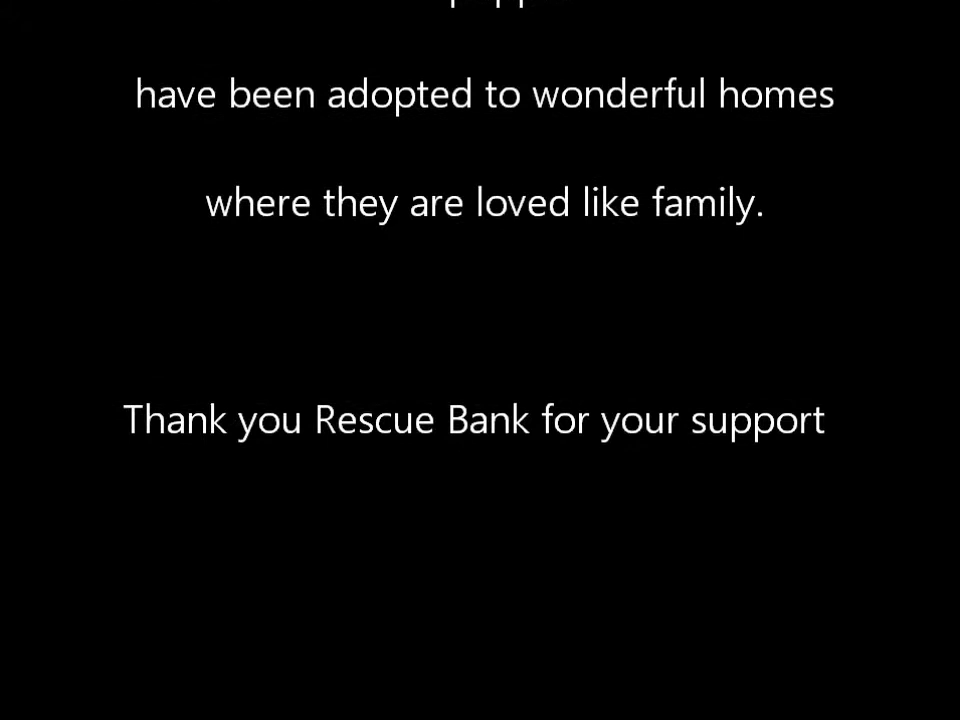 have been adopted to wonderful homes
where they are loved like family.
Thank you Rescue Bank for your support